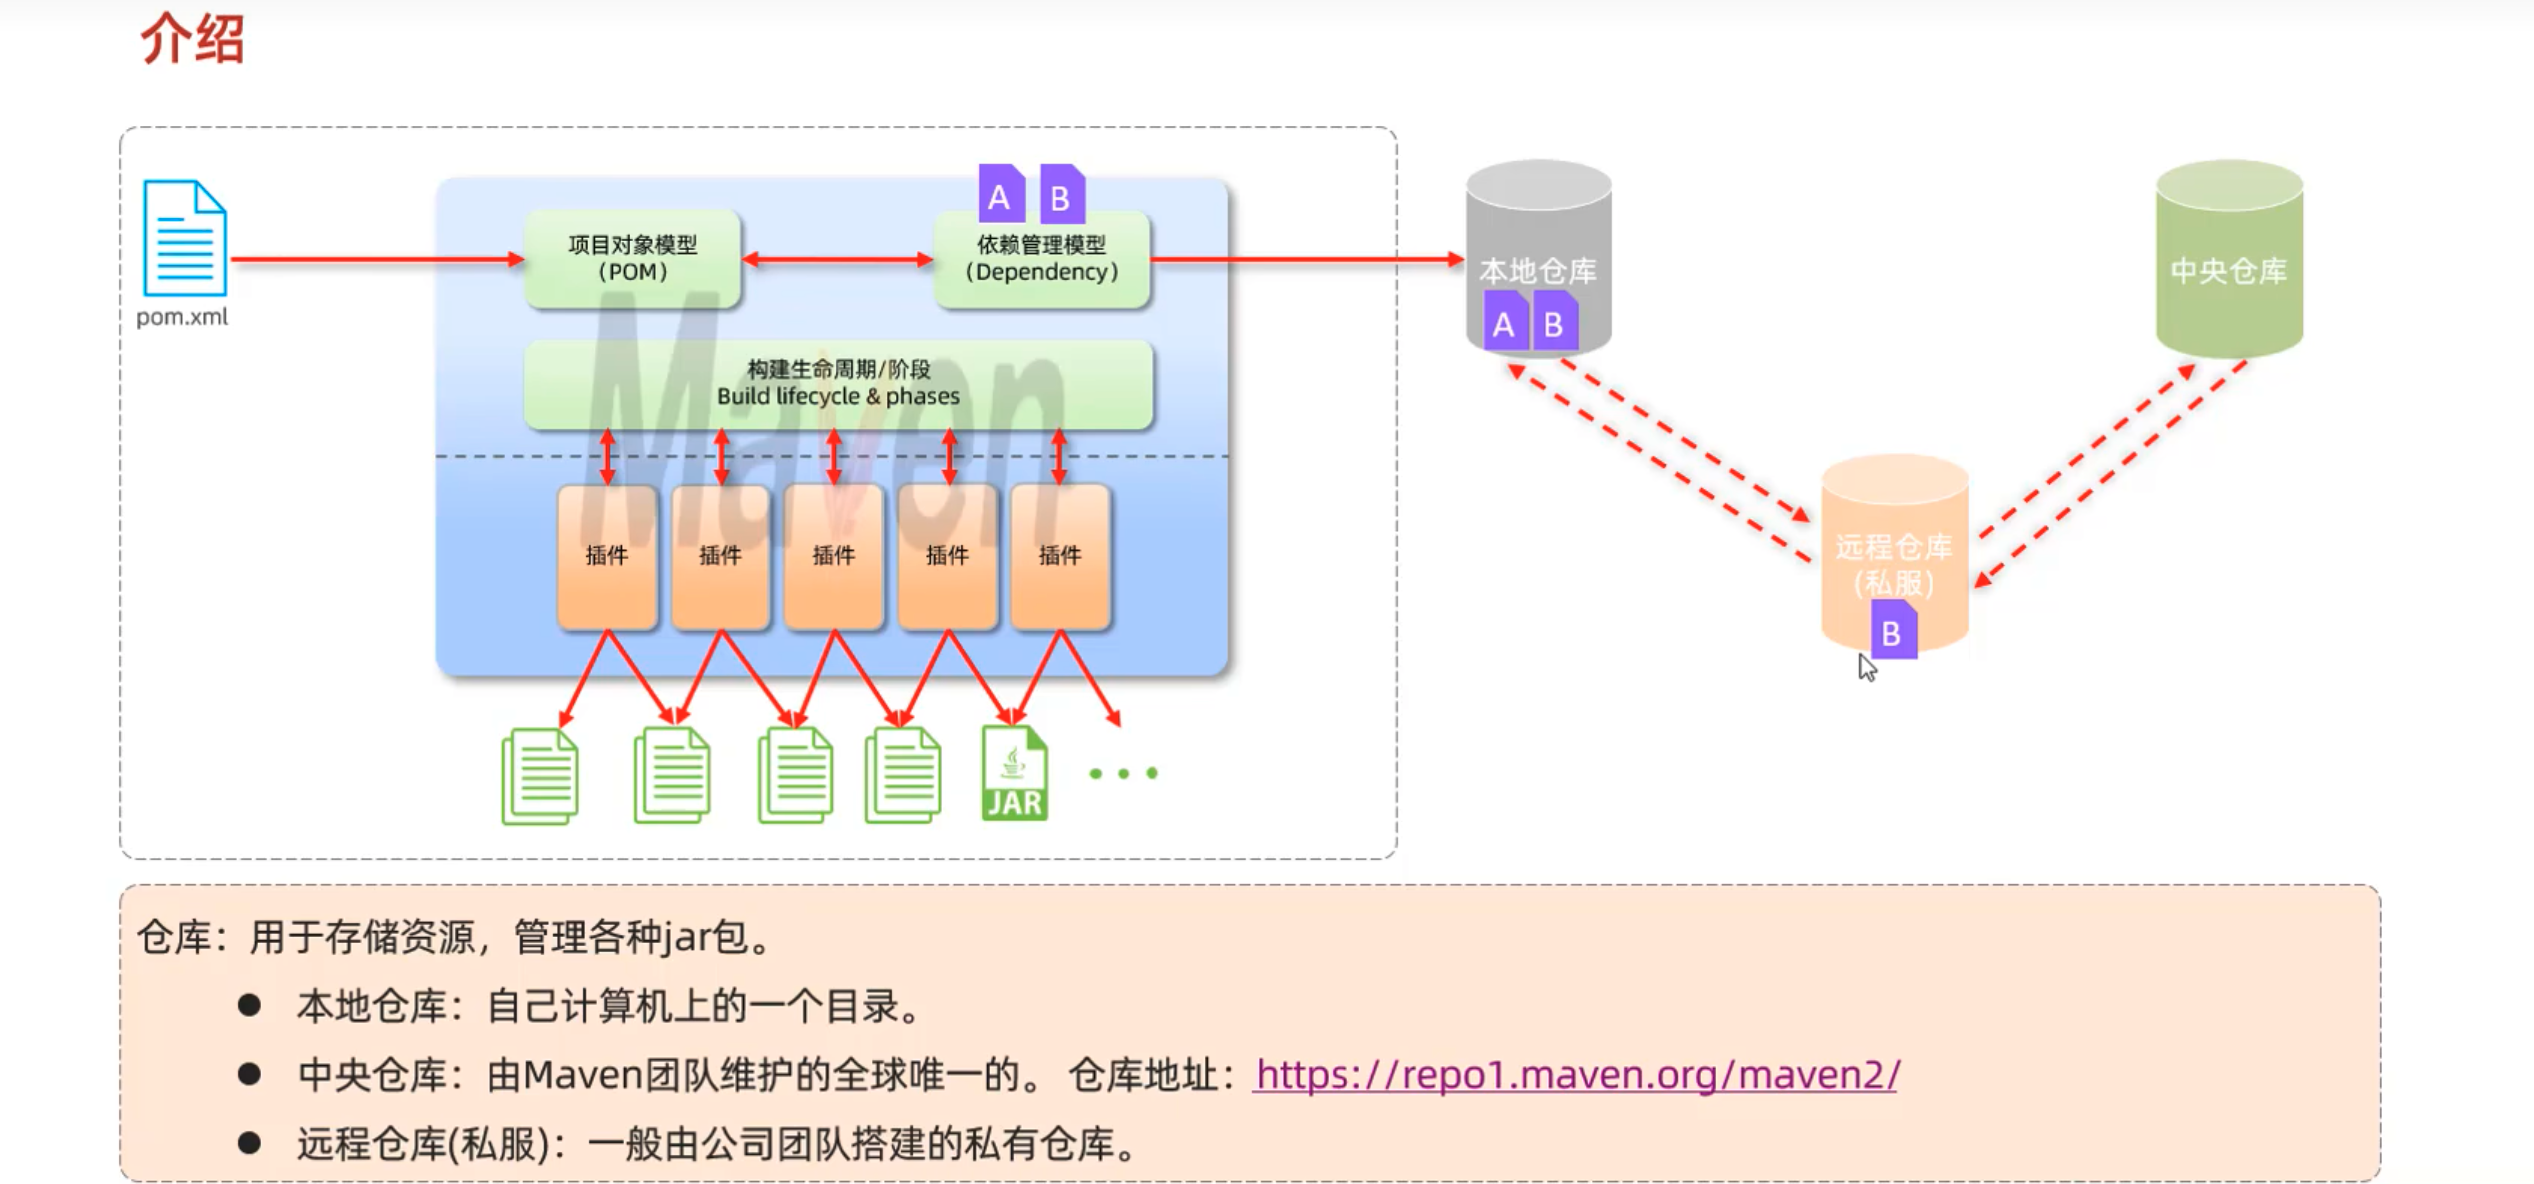 介绍
pom.xml
项目对象模型
（POM）
A B
依赖管理模型
（Dependency）
构建生命周期/阶段
Build lifecycle & phases
Maven
插件 插件 插件 插件 插件
JAR
本地仓库
A B
中央仓库
远程仓库
(私服)
B
仓库：用于存储资源，管理各种jar包。
● 本地仓库：自己计算机上的一个目录。
● 中央仓库：由Maven团队维护的全球唯一的。 仓库地址：https://repo1.maven.org/maven2/
● 远程仓库(私服)：一般由公司团队搭建的私有仓库。